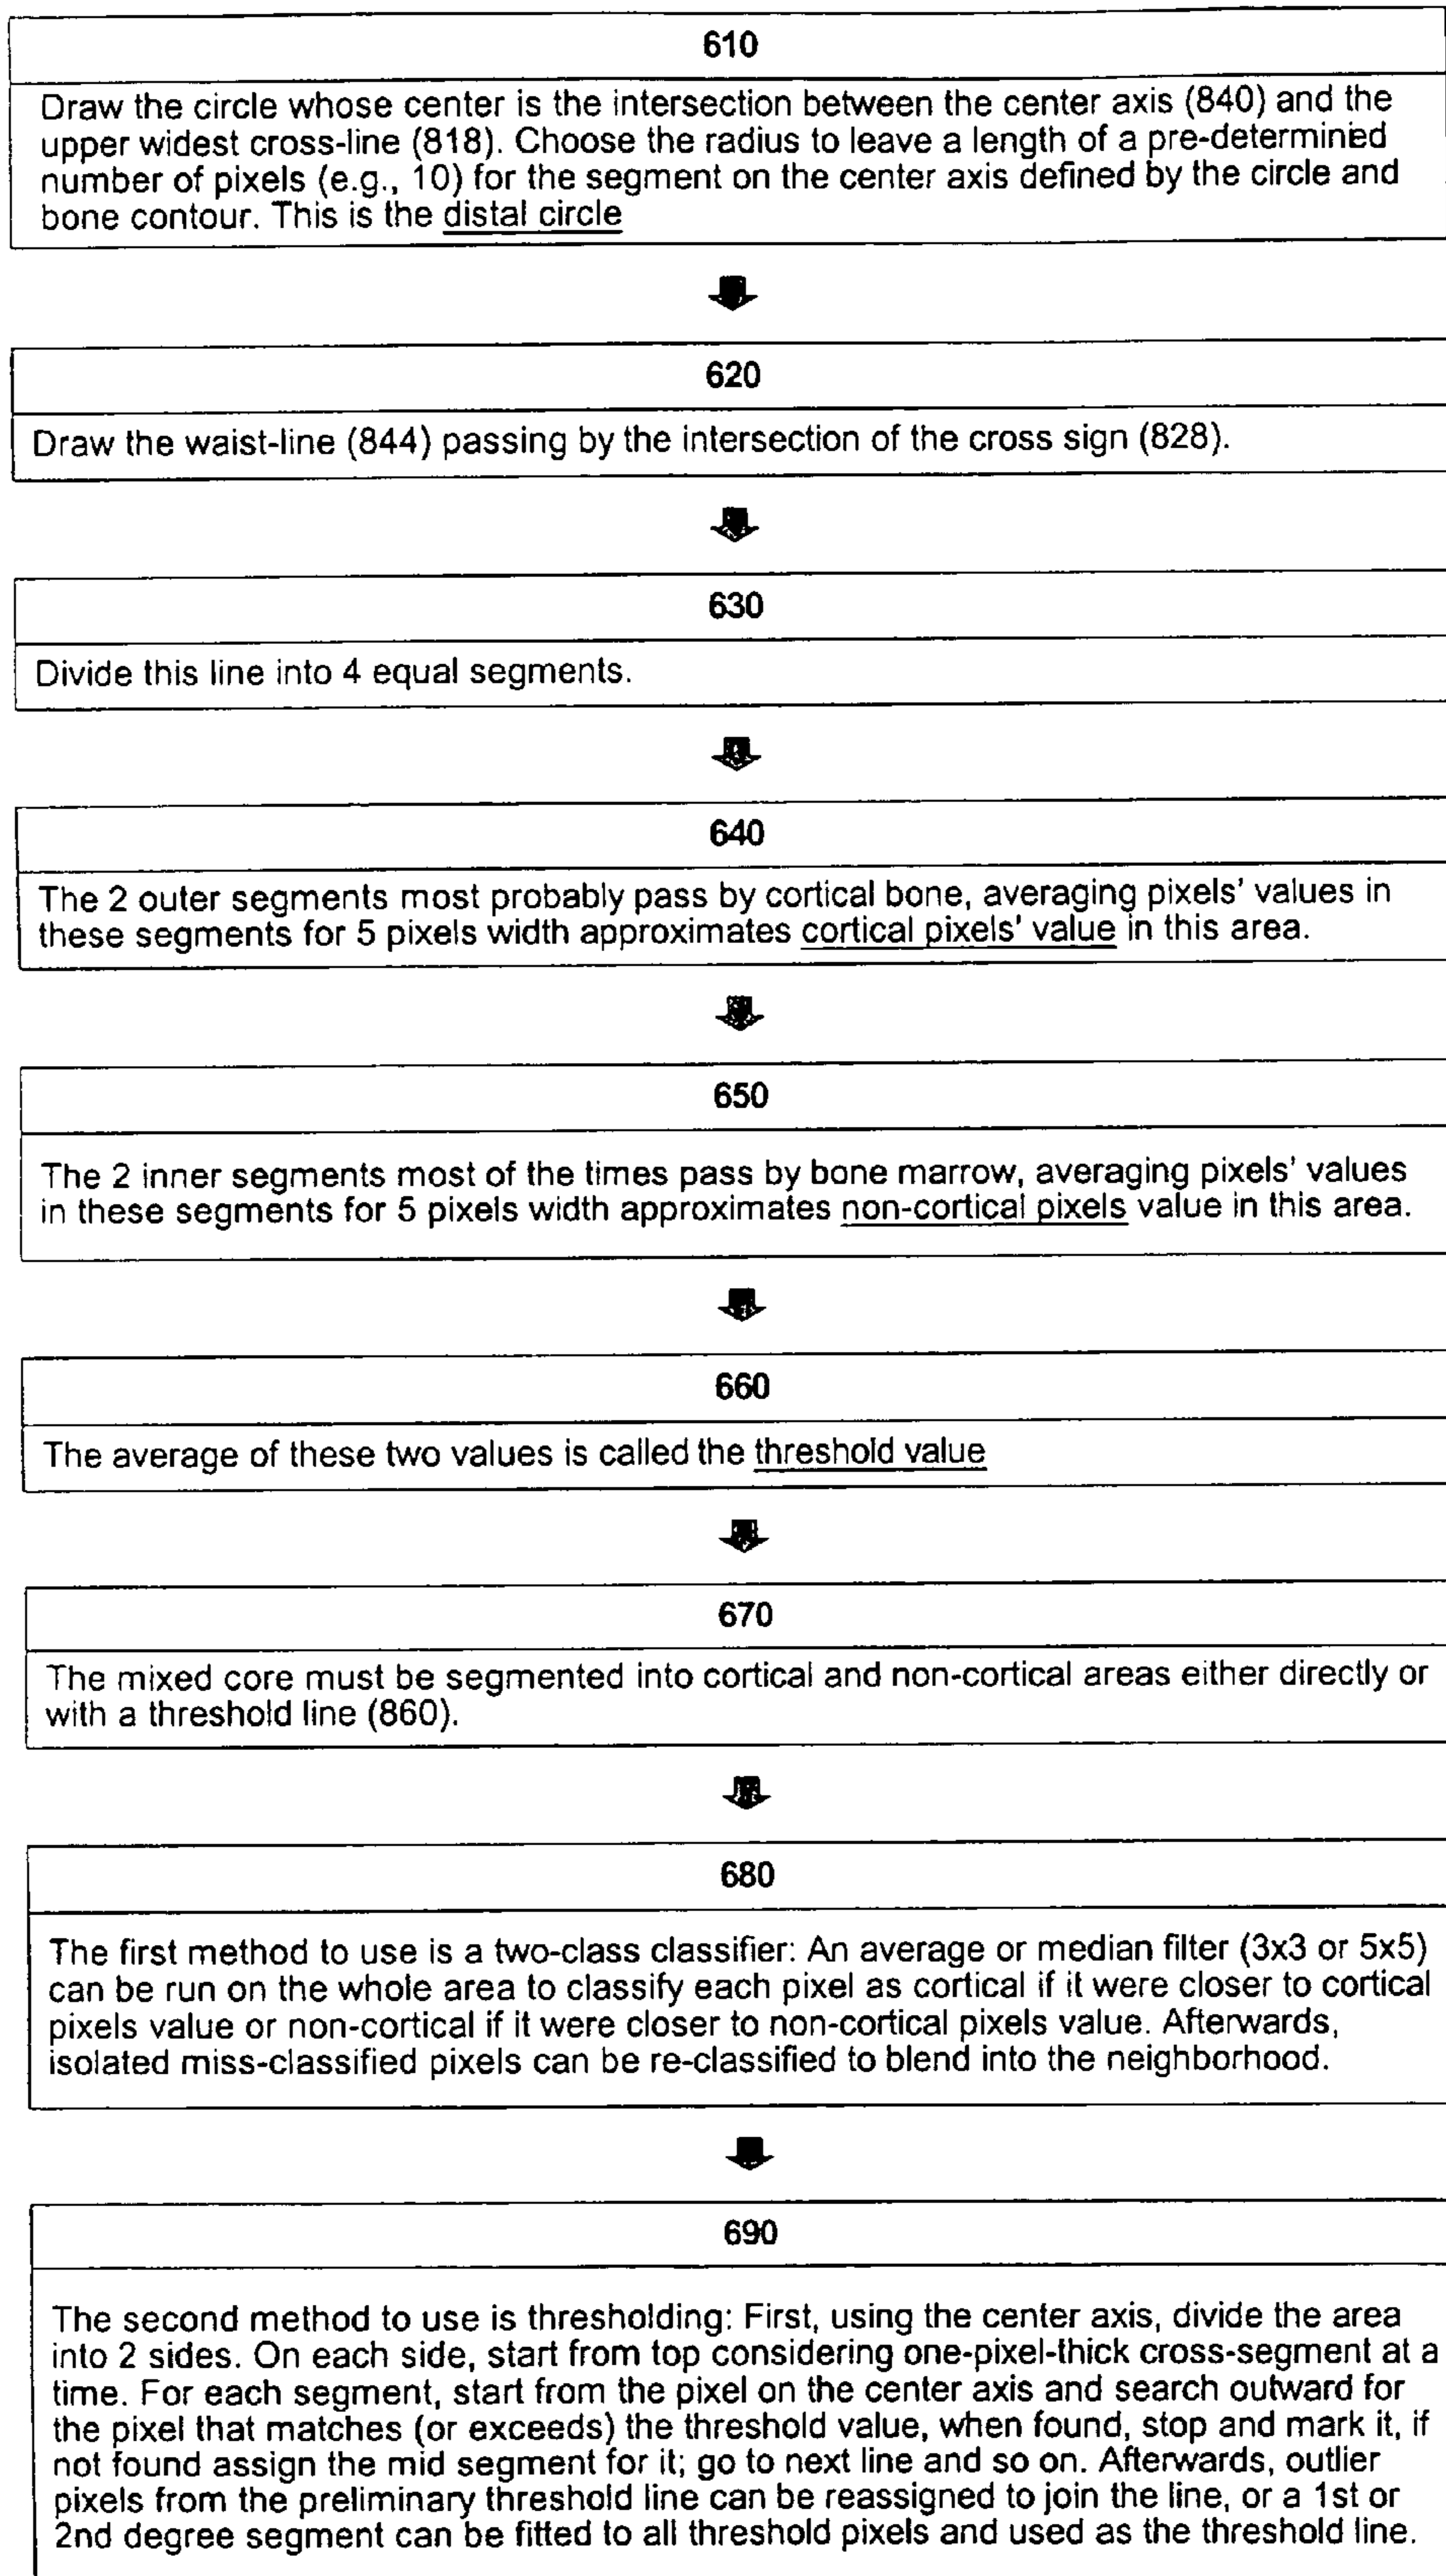 610
Draw the circle whose center is the intersection between the center axis (840) and the
upper widest cross-line (818). Choose the radius to leave a length of a pre-determined
number of pixels (e.g., 10) for the segment on the center axis defined by the circle and
bone contour. This is the distal circle
620
Draw the waist-line (844) passing by the intersection of the cross sign (828).
630
Divide this line into 4 equal segments.
640
The 2 outer segments most probably pass by cortical bone, averaging pixels' values in
these segments for 5 pixels width approximates cortical pixels' value in this area.
650
The 2 inner segments most of the times pass by bone marrow, averaging pixels' values
in these segments for 5 pixels width approximates non-cortical pixels value in this area.
660
The average of these two values is called the threshold value
670
The mixed core must be segmented into cortical and non-cortical areas either directly or
with a threshold line (860).
680
The first method to use is a two-class classifier: An average or median filter (3x3 or 5x5)
can be run on the whole area to classify each pixel as cortical if it were closer to cortical
pixels value or non-cortical if it were closer to non-cortical pixels value. Afterwards,
isolated miss-classified pixels can be re-classified to blend into the neighborhood.
690
The second method to use is thresholding: First, using the center axis, divide the area
into 2 sides. On each side, start from top considering one-pixel-thick cross-segment at a
time. For each segment, start from the pixel on the center axis and search outward for
the pixel that matches (or exceeds) the threshold value, when found, stop and mark it, if
not found assign the mid segment for it; go to next line and so on. Afterwards, outlier
pixels from the preliminary threshold line can be reassigned to join the line, or a 1st or
2nd degree segment can be fitted to all threshold pixels and used as the threshold line.